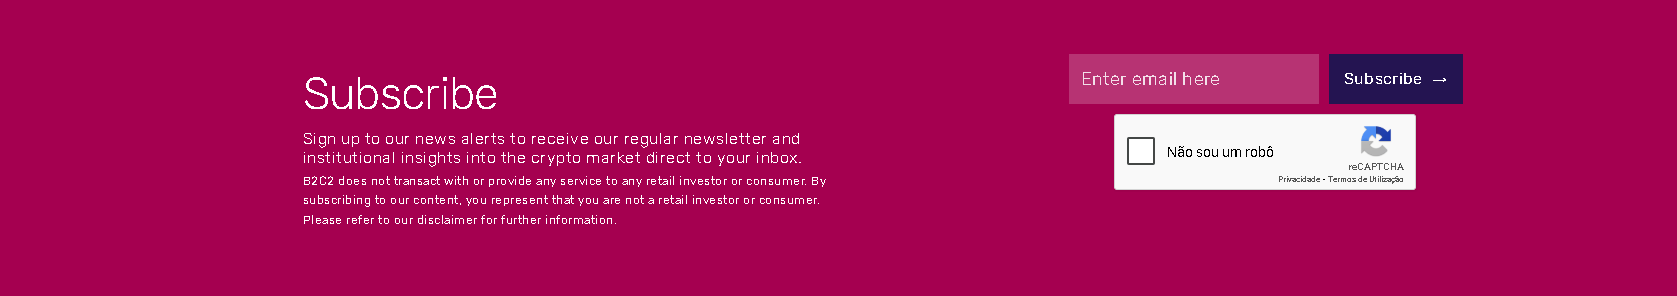 Subscribe
Sign up to our news alerts to receive our regular newsletter and
institutional insights into the crypto market direct to your inbox.
B2C2 does not transact with or provide any service to any retail investor or consumer. By
subscribing to our content, you represent that you are not a retail investor or consumer.
Please refer to our disclaimer for further information.
Enter email here
Subscribe →
Não sou um robô
reCAPTCHA
Privacidade - Termos de Utilização